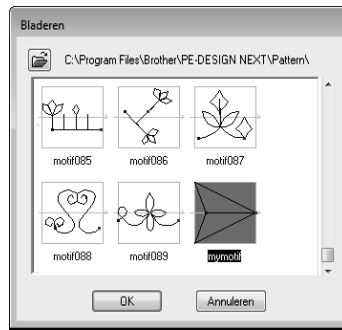 Bladeren
C:\Program Files\Brother\PE-DESIGN NEXT\Pattern\
motif085 motif086 motif087
motif088 motif089 mymotif
OK Annuleren